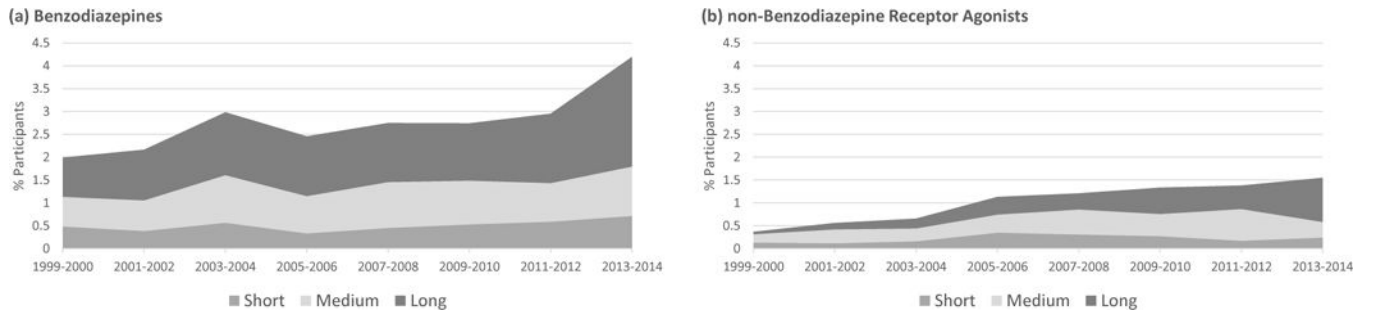 (a) Benzodiazepines
4.5
4
3.5
3
2.5
2
1.5
1
0.5
0
% Participants
1999-2000 2001-2002 2003-2004 2005-2006 2007-2008 2009-2010 2011-2012 2013-2014
Short Medium Long
(b) non-Benzodiazepine Receptor Agonists
4.5
4
3.5
3
2.5
2
1.5
1
0.5
0
% Participants
1999-2000 2001-2002 2003-2004 2005-2006 2007-2008 2009-2010 2011-2012 2013-2014
Short Medium Long